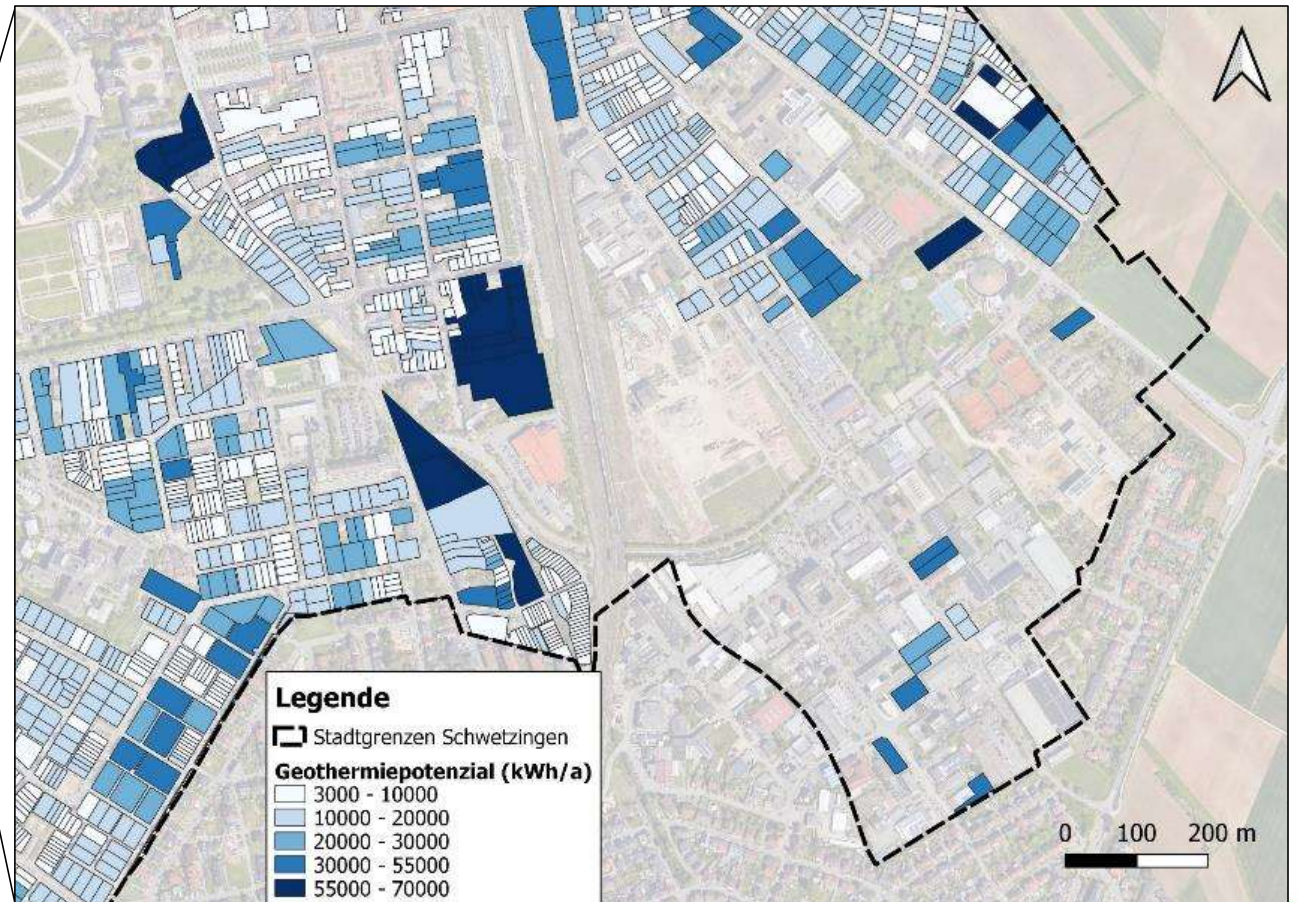 Legende
Stadtgrenzen Schwetzingen
Geothermiepotenzial (kWh/a)
3000 - 10000
10000 - 20000
20000 - 30000
30000 - 55000
55000 - 70000
0 100 200 m